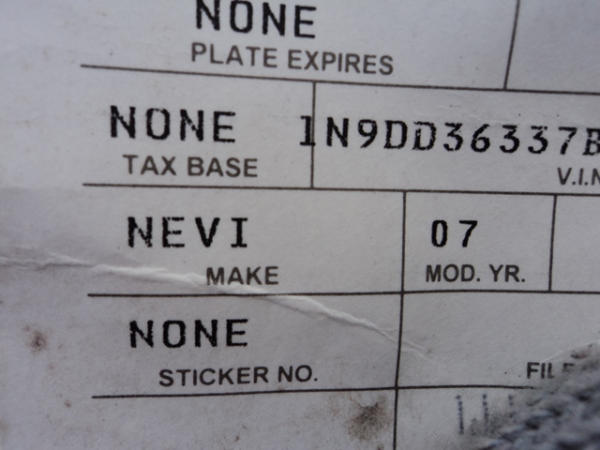 NONE
PLATE EXPIRES
NONE 1N9DD36337B
TAX BASE V.I.N
NEVI 07
MAKE MOD. YR.
NONE
STICKER NO.